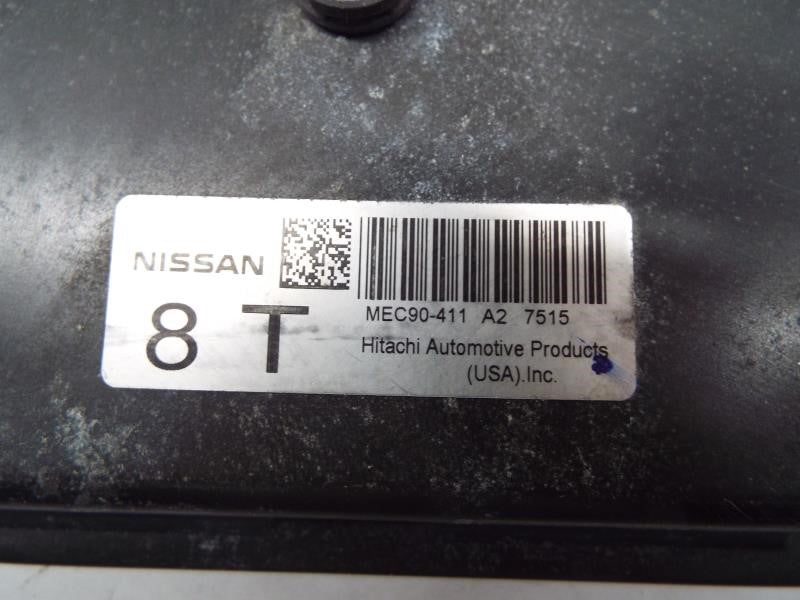 NISSAN
8 T
MEC90-411 A2 7515
Hitachi Automotive Products
(USA).Inc.